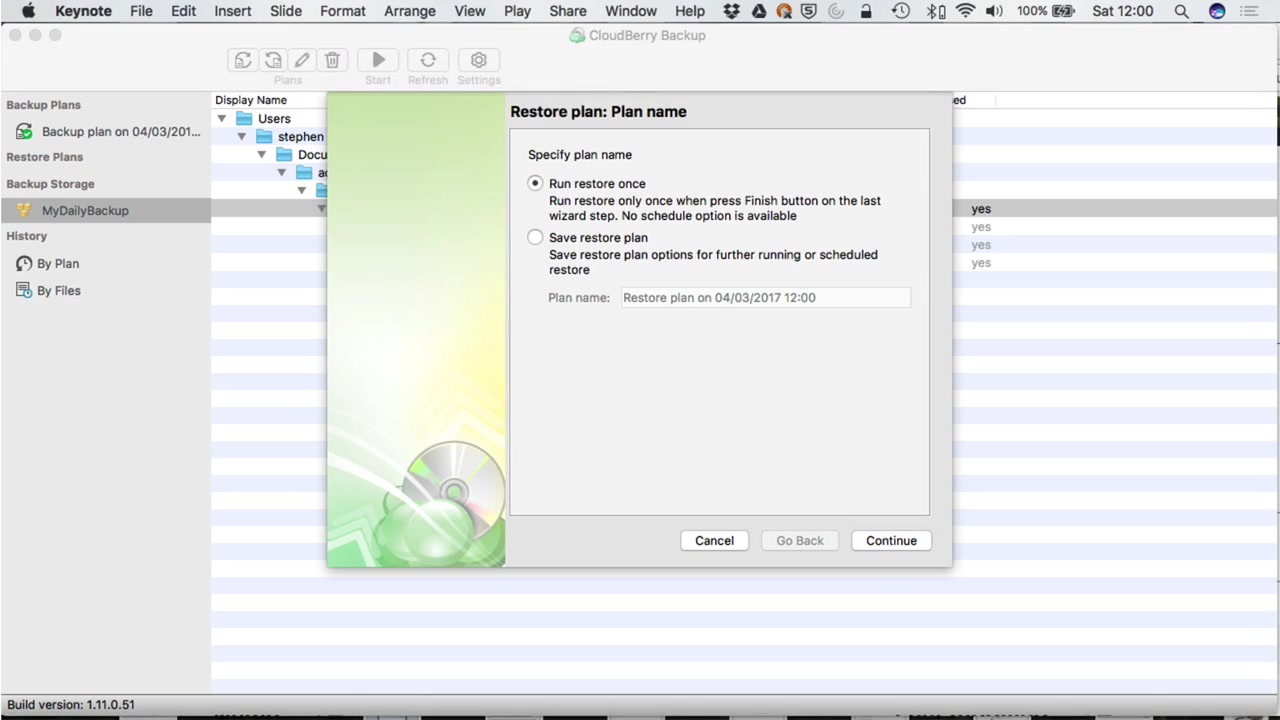 Keynote File Edit Insert Slide Format Arrange View Play Share Window Help 100% Sat 12:00
CloudBerry Backup
Plans Start Refresh Settings
Backup Plans
Backup plan on 04/03/201...
Restore Plans
Backup Storage
MyDailyBackup
History
By Plan
By Files
Display Name
Users
stephen
Docu
ed
yes
yes
yes
yes
Restore plan: Plan name
Specify plan name
Run restore once
Run restore only once when press Finish button on the last
wizard step. No schedule option is available
Save restore plan
Save restore plan options for further running or scheduled
restore
Plan name: Restore plan on 04/03/2017 12:00
Cancel Go Back Continue
Build version: 1.11.0.51